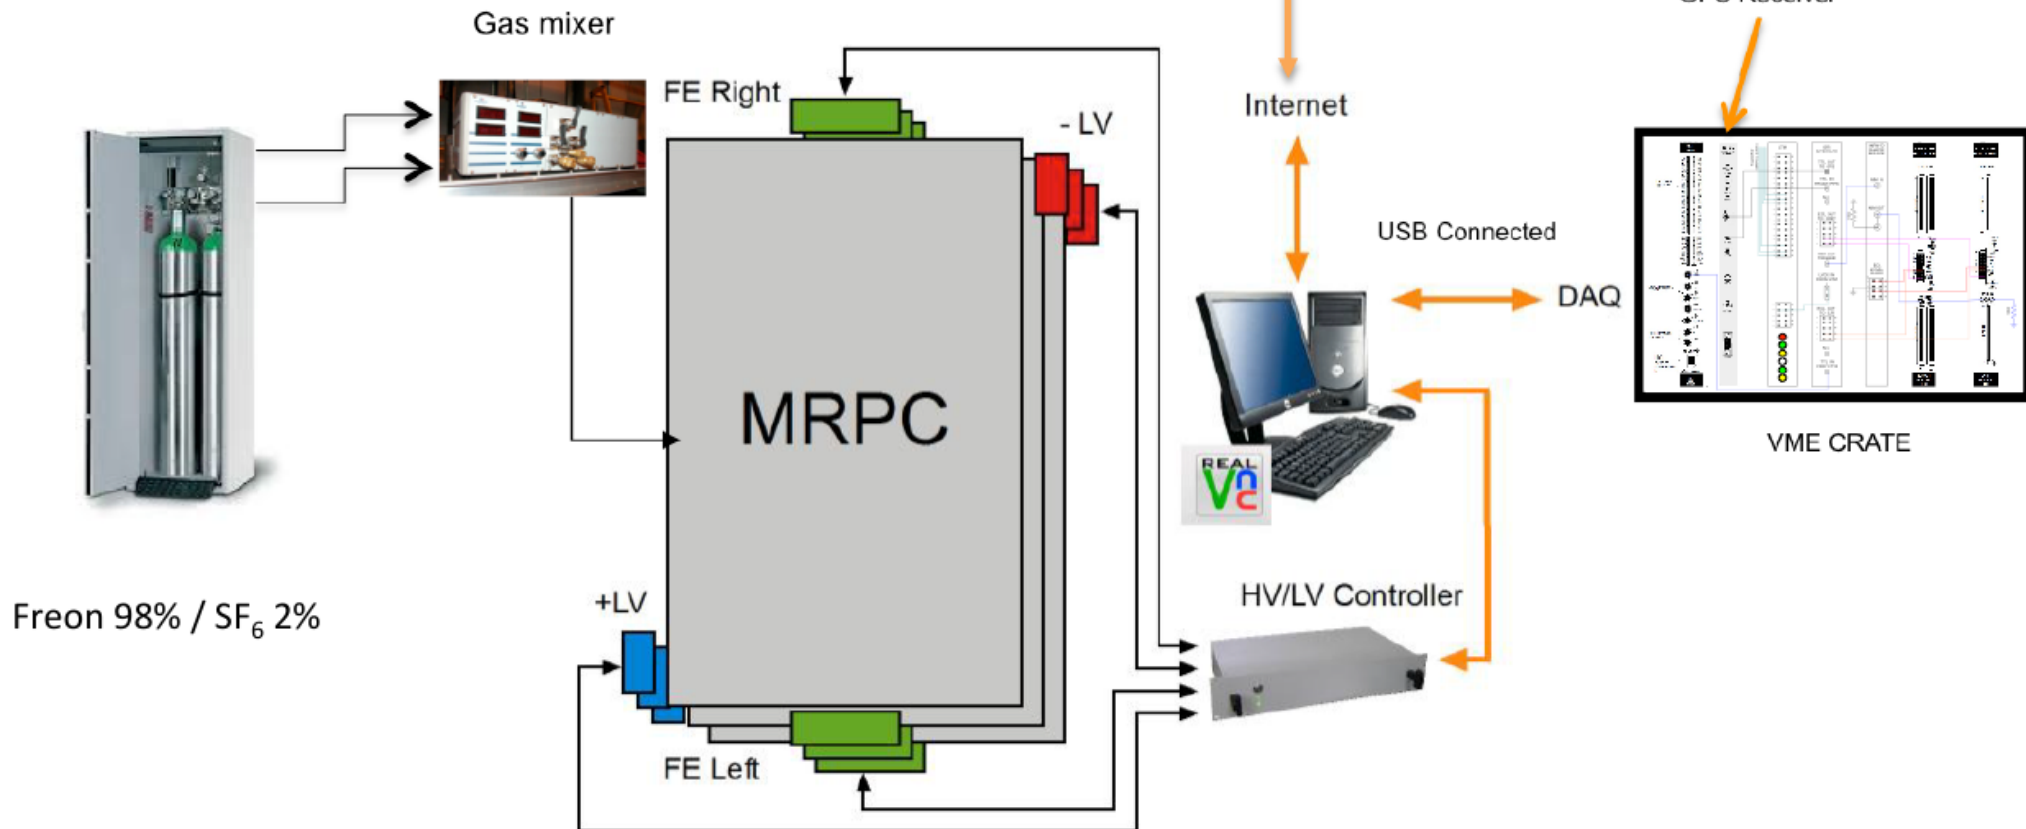 Gas mixer
FE Right
- LV
Internet
USB Connected
DAQ
MRPC
REAL
Vnc
VME CRATE
HV/LV Controller
+LV
Freon 98% / SF₆ 2%
FE Left